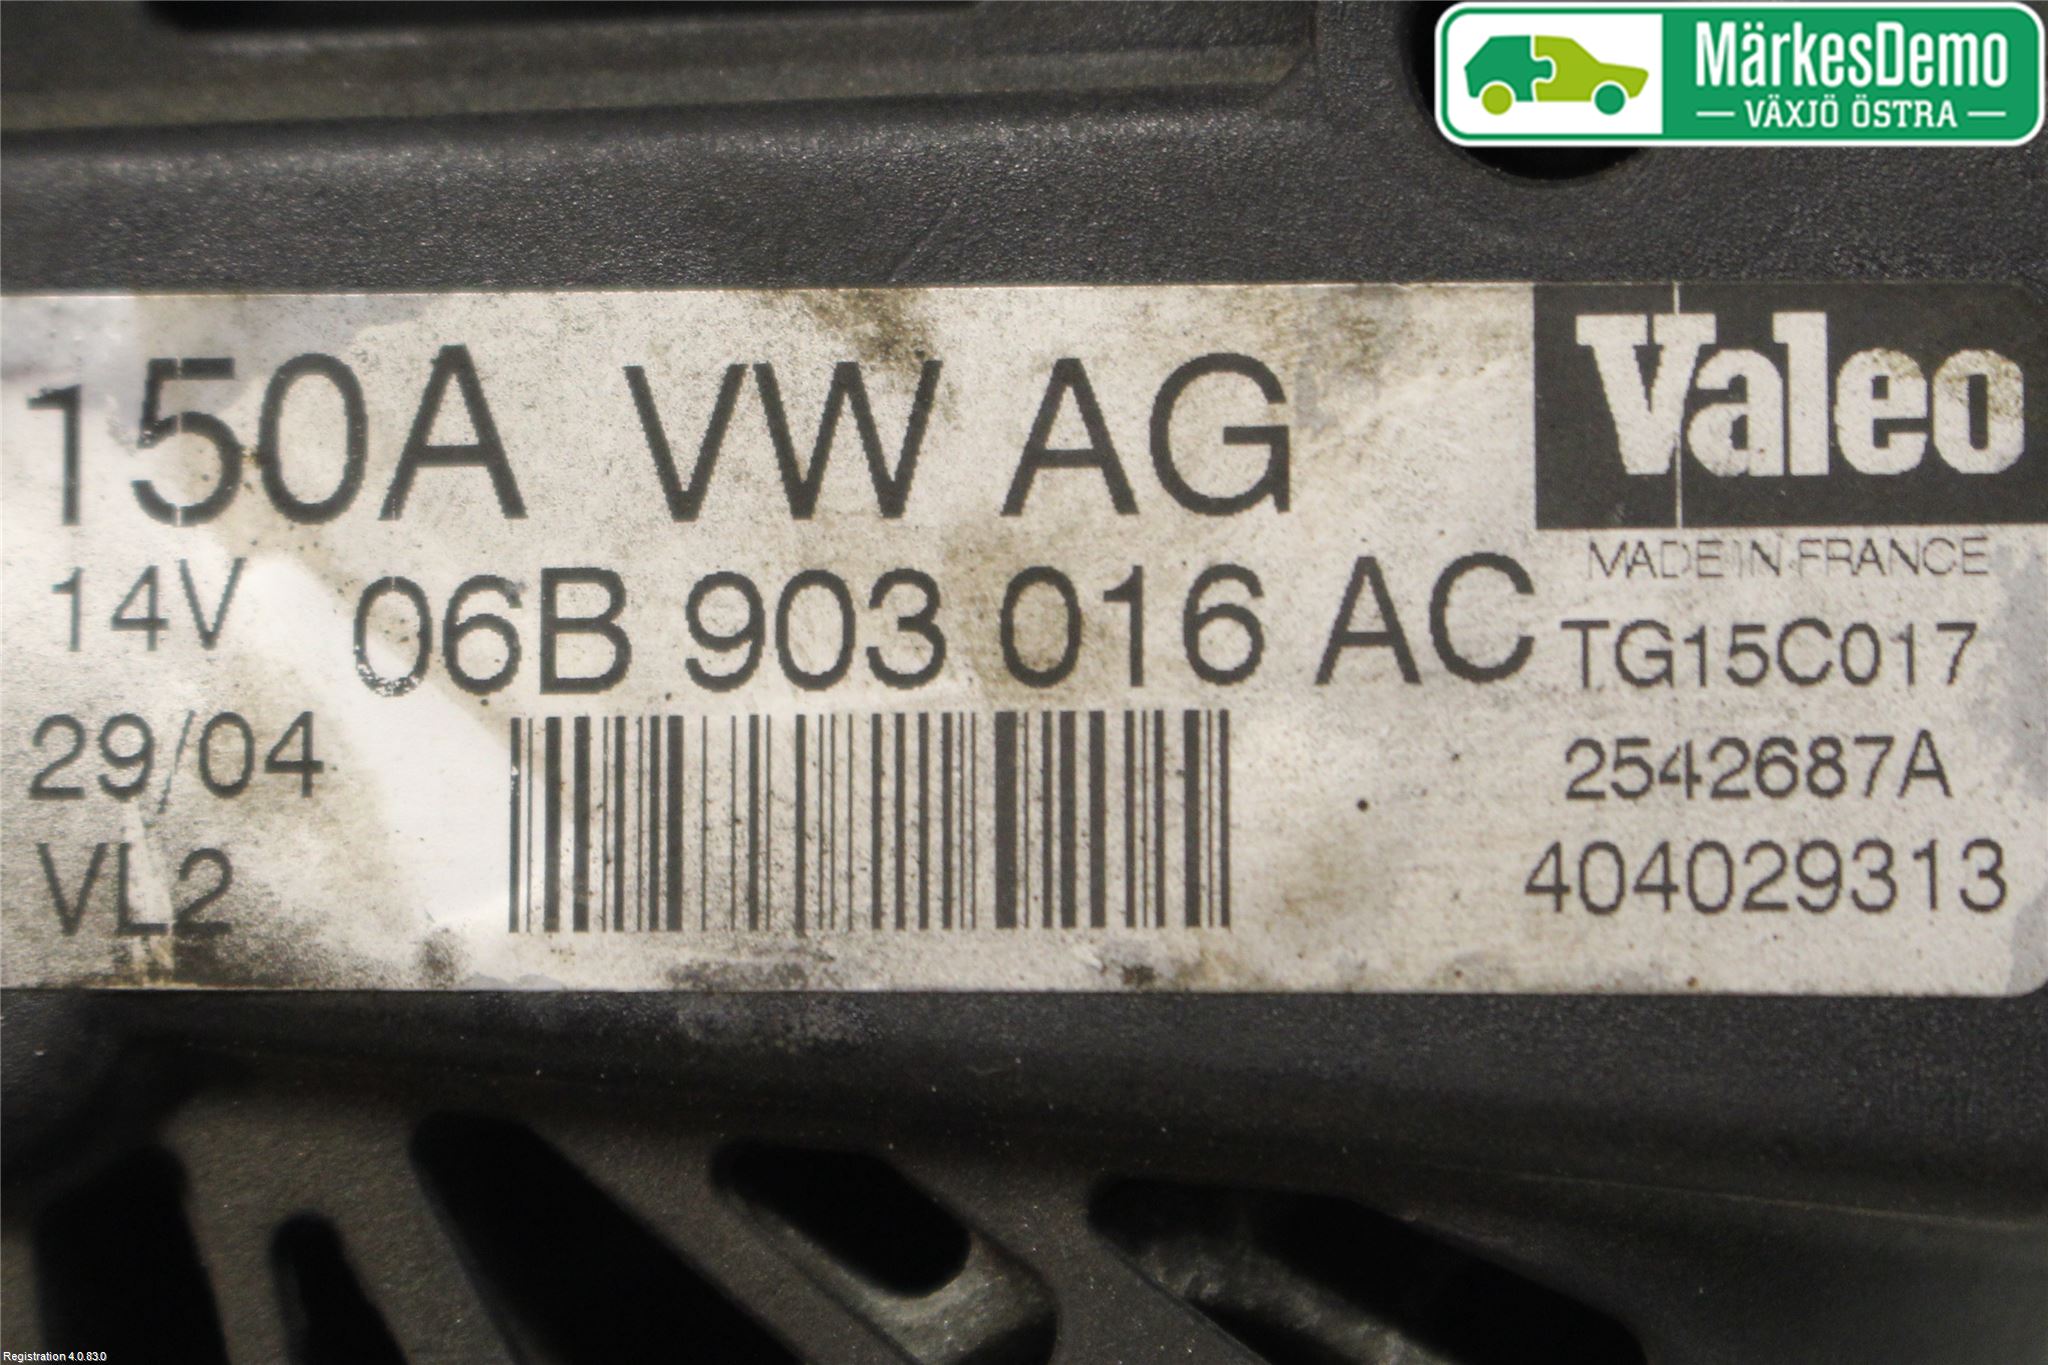 MärkesDemo
— VÄXJÖ ÖSTRA —
150A VW AG
Valeo
MADE IN FRANCE
14V
06B 903 016 AC
TG15C017
29/04
2542687A
VL2
404029313
Registration 4.0.83.0